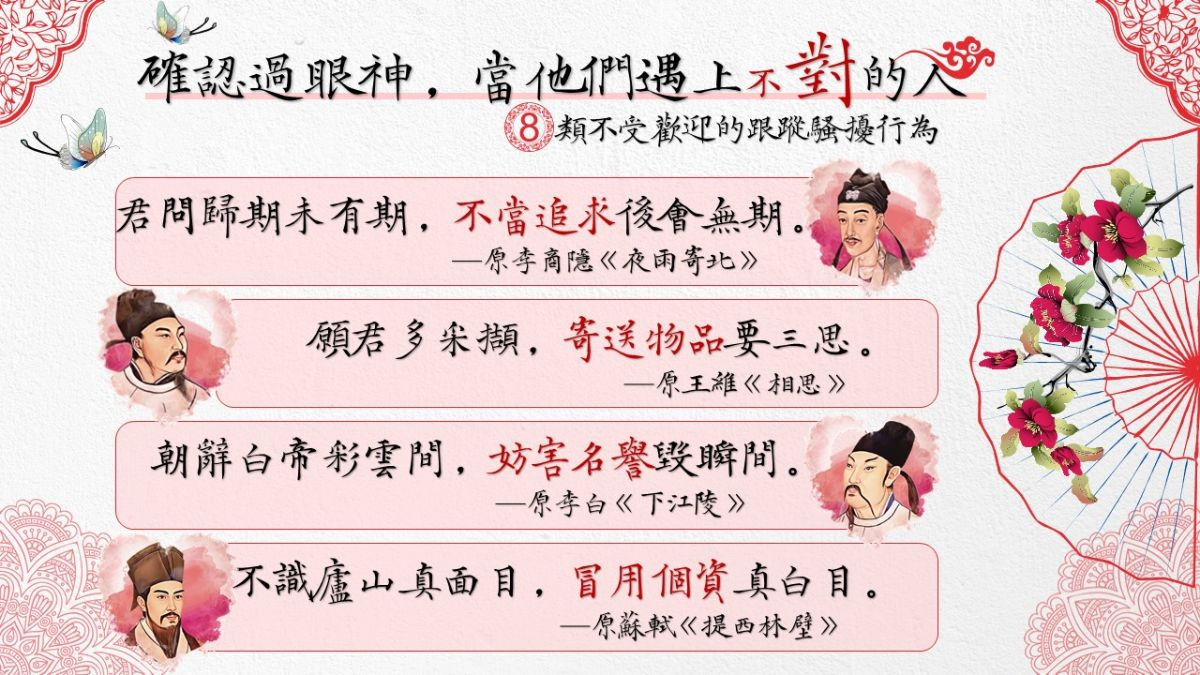 確認過眼神，當他們遇上不對的人
8類不受歡迎的跟蹤騷擾行為
君問歸期未有期，不當追求後會無期。
—原李商隱《夜雨寄北》
願君多采擷，寄送物品要三思。
—原王維《相思》
朝辭白帝彩雲間，妨害名譽毀瞬間。
—原李白《下江陵》
不識廬山真面目，冒用個資真白目。
—原蘇軾《提西林壁》